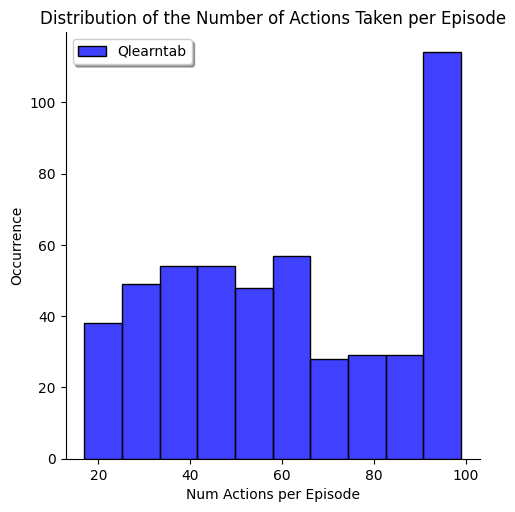 Distribution of the Number of Actions Taken per Episode
Qlearntab
100
80
60
40
20
0
Occurrence
20 40 60 80 100
Num Actions per Episode